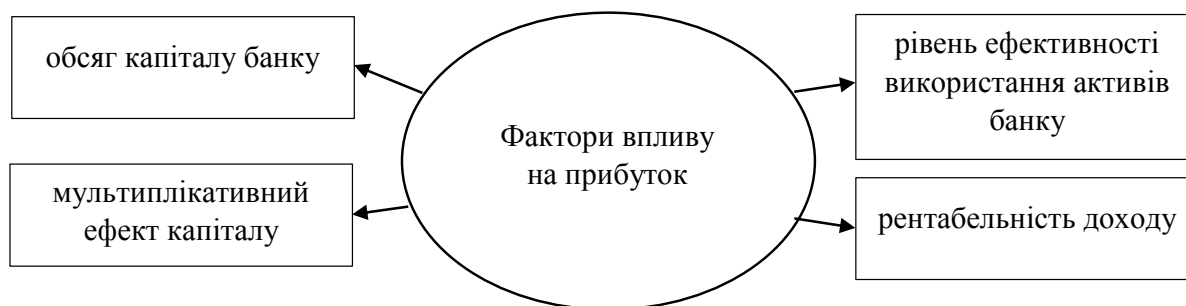 обсяг капіталу банку
мультиплікативний
ефект капіталу
Фактори впливу
на прибуток
рівень ефективності
використання активів
банку
рентабельність доходу